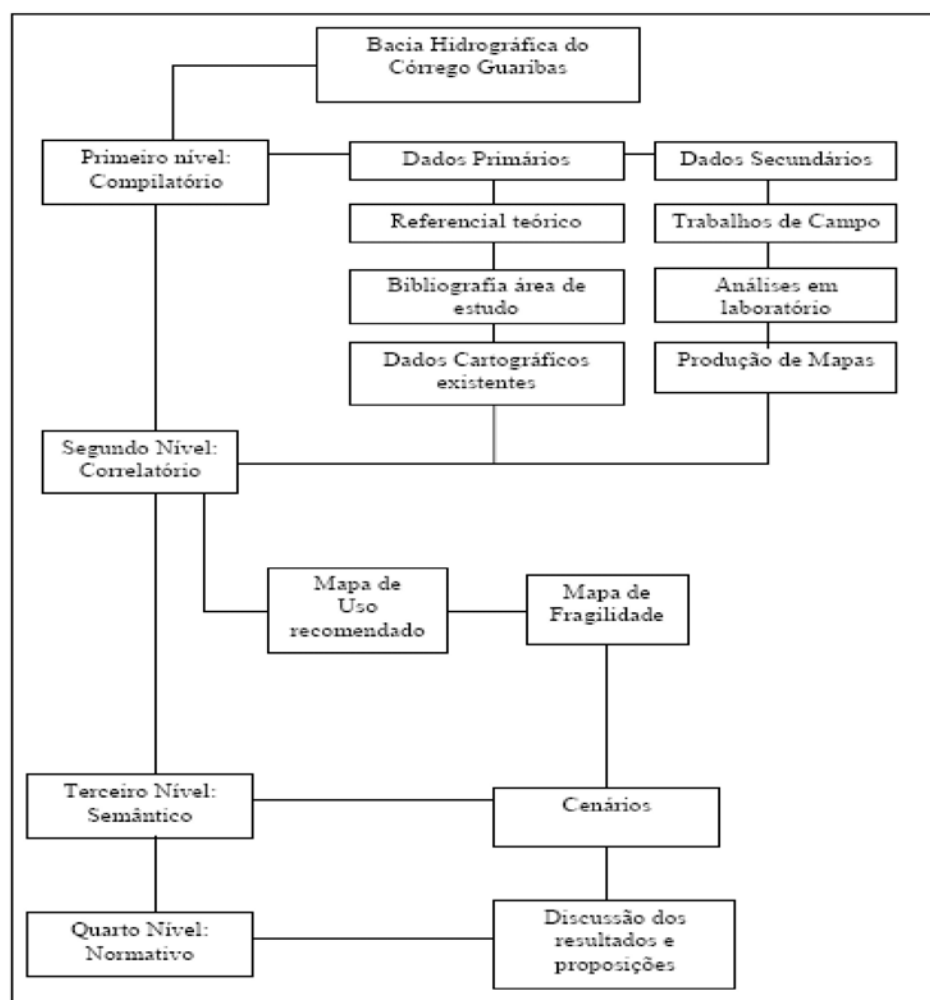 Bacia Hidrográfica do
Córrego Guaribas
Primeiro nível:
Compilatório
Dados Primários
Dados Secundários
Referencial teórico
Trabalhos de Campo
Bibliografia área de
estudo
Análises em
laboratório
Dados Cartográficos
existentes
Produção de Mapas
Segundo Nível:
Correlatório
Mapa de
Uso
recomendado
Mapa de
Fragilidade
Terceiro Nível:
Semântico
Cenários
Quarto Nível:
Normativo
Discussão dos
resultados e
proposições